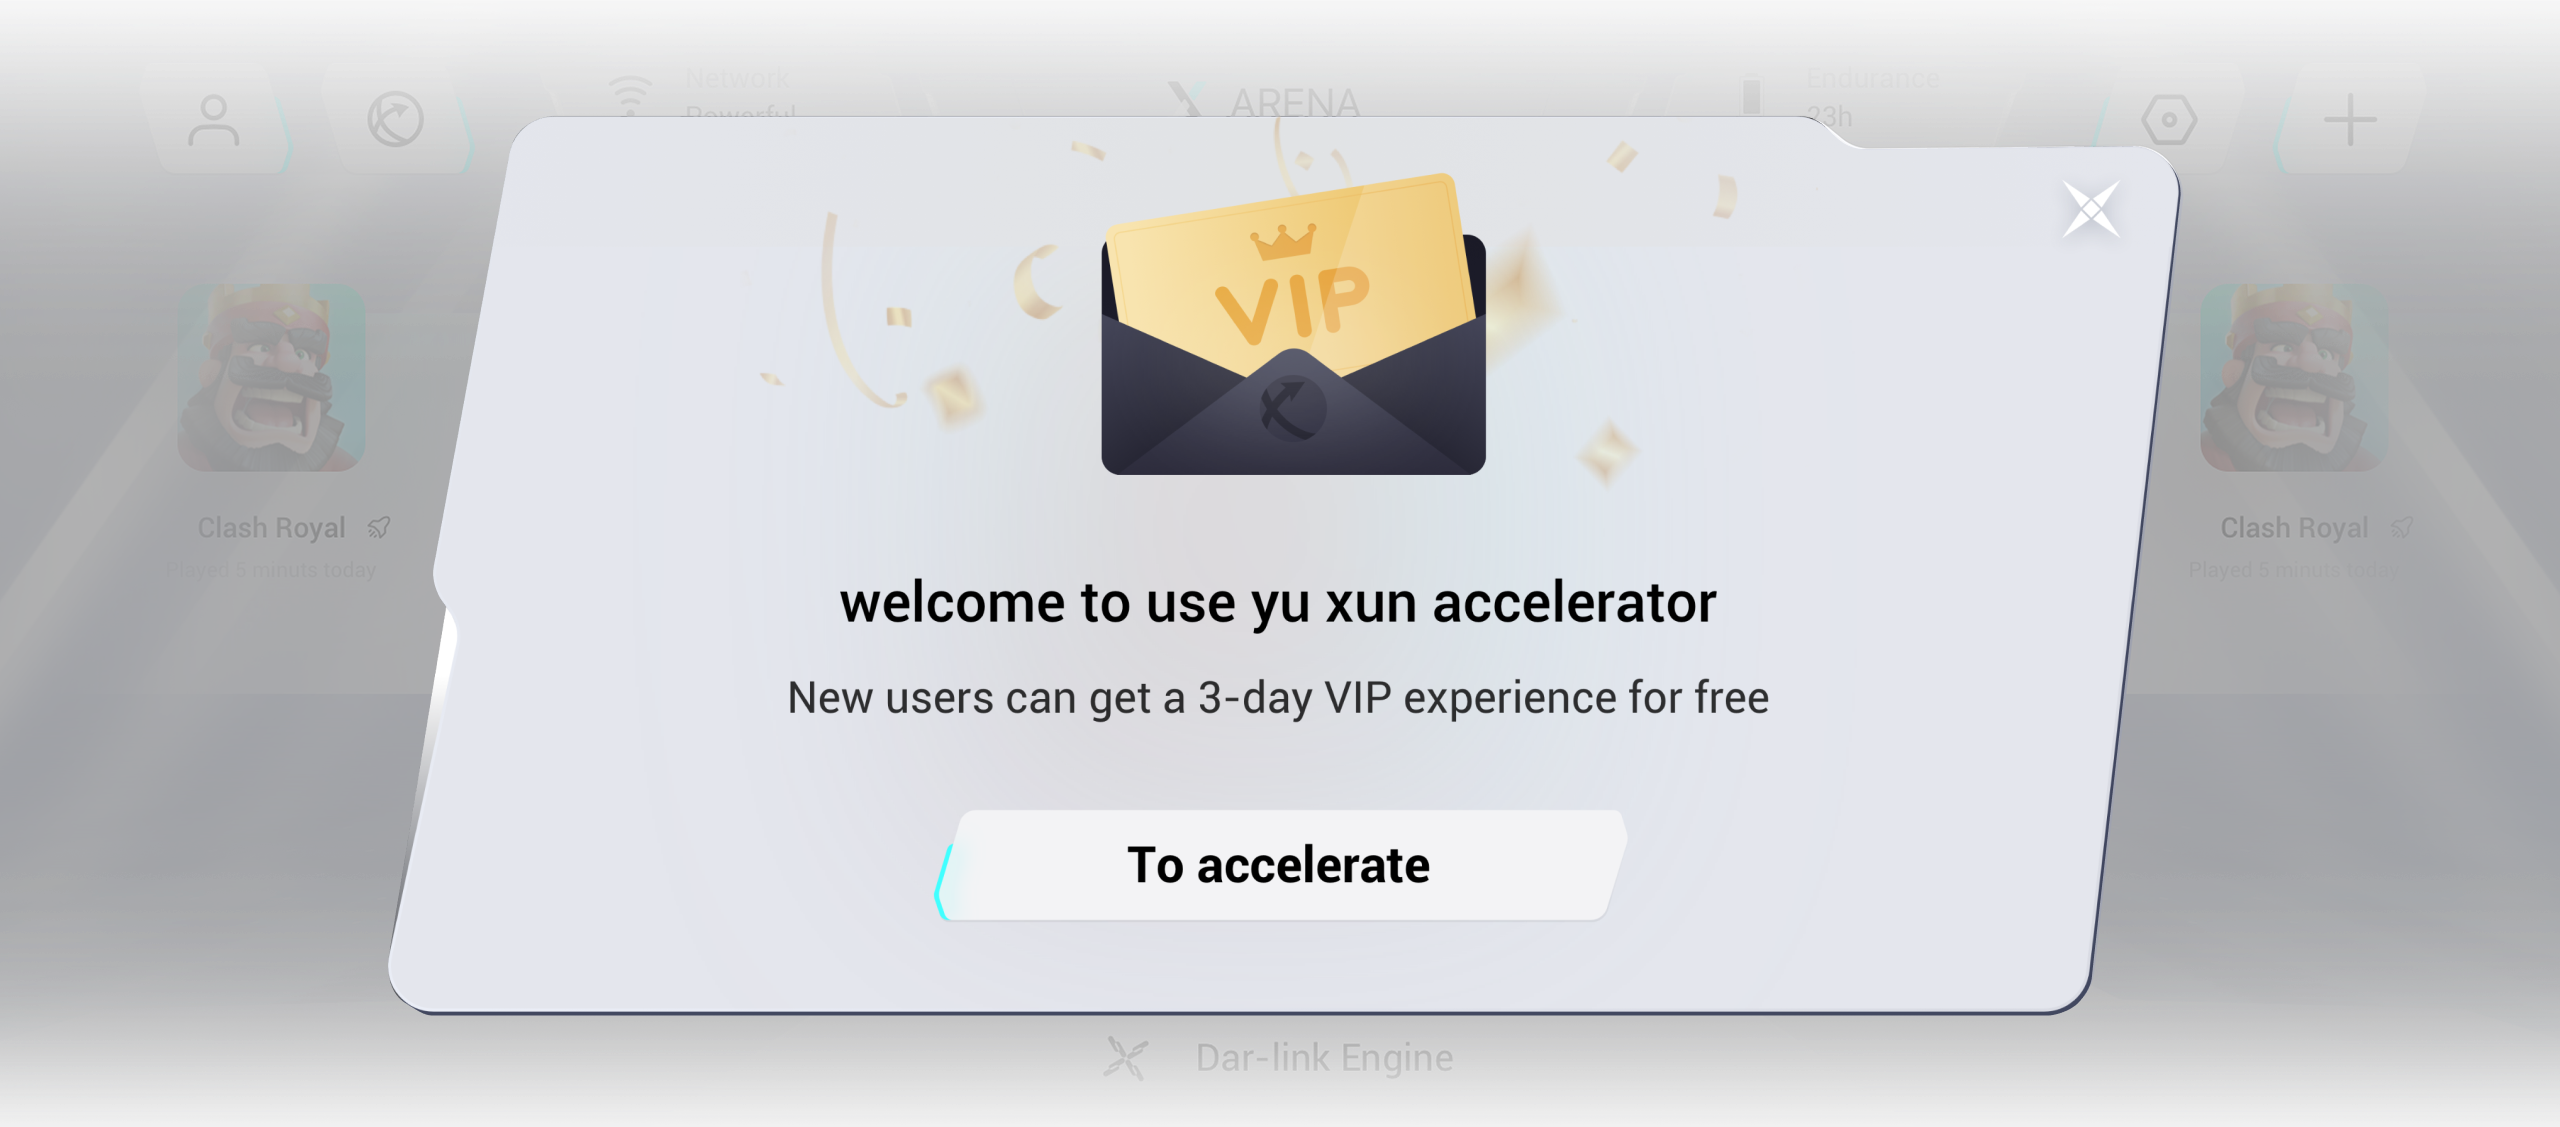 Network
Powerful
ARENA
Endurance
23h
VIP
Clash Royal
Played 5 minuts today
Clash Royal
Played 5 minuts today
welcome to use yu xun accelerator
New users can get a 3-day VIP experience for free
To accelerate
Dar-link Engine